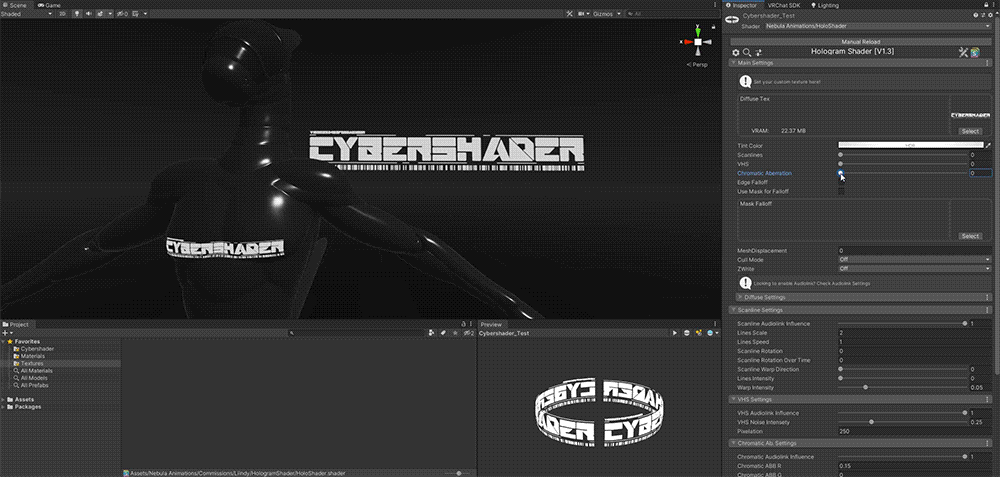 Scene
Game
Shaded
2D
Gizmos
All
Persp
CYBERSHADER
CYBERSHADER
Project
Favorites
Cybershader
Materials
Textures
All Materials
All Models
All Prefabs
Assets
Packages
Assets/Nebula Animations/Commissions/Lilndy/HologramShader/HoloShader.shader
Preview
Cybershader_Test
SHADER CYBER
Inspector
VRChat SDK
Lighting
Cybershader_Test
Shader
Nebula Animations/HoloShader
Manual Reload
Hologram Shader [V1.3]
Main Settings
Set your custom texture here!
Diffuse Tex
CYBERSHADER
VRAM: 22.37 MB
Select
Tint Color
HDR
Scanlines 0
VHS 0
Chromatic Aberration 0
Edge Falloff
Use Mask for Falloff
Mask Falloff
Select
MeshDisplacement 0
Cull Mode Off
ZWrite Off
Looking to enable Audiolink? Check Audiolink Settings
Diffuse Settings
Scanline Settings
Scanline Audiolink Influence 1
Lines Scale 2
Lines Speed 1
Scanline Rotation 0
Scanline Rotation Over Time 0
Scanline Warp Direction 0
Lines Intensity 0
Warp Intensity 0.05
VHS Settings
VHS Audiolink Influence 1
VHS Noise Intensety 0.25
Pixelation 250
Chromatic Ab. Settings
Chromatic Audiolink Influence 1
Chromatic ABB R 0.15
Chromatic ABB G 0